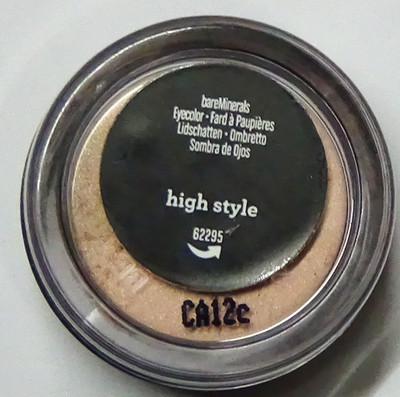 bareMinerals
Eyecolor • Fard à Paupières
Lidschatten • Ombretto
Sombra de Ojos
high style
62295
CA12c